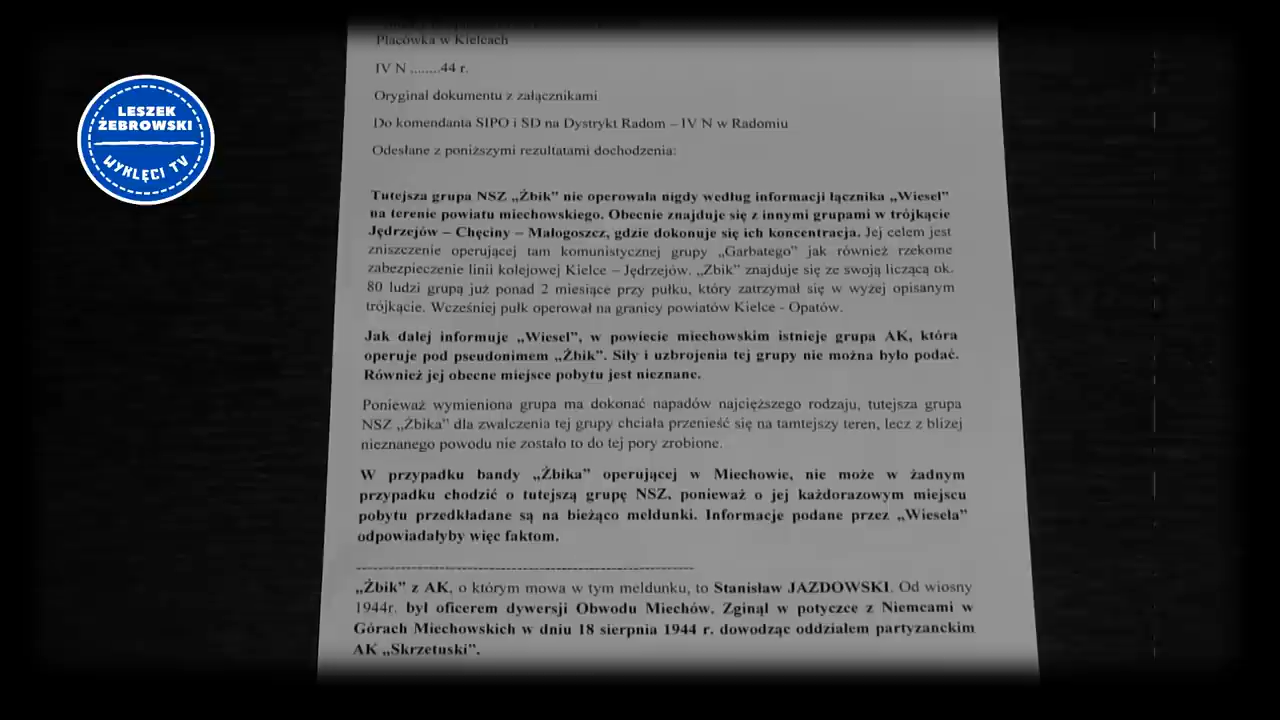 LESZEK
ŻEBROWSKI
WYKLĘCI TV
Placówka w Kielcach
IV N ........44 r.
Oryginał dokumentu z załącznikami
Do komendanta SIPO i SD na Dystrykt Radom – IV N w Radomiu
Odesłane z poniższymi rezultatami dochodzenia:
Tutejsza grupa NSZ „Żbik” nie operowała nigdy według informacji łącznika „Wiesel”
na terenie powiatu miechowskiego. Obecnie znajduje się z innymi grupami w trójkącie
Jędrzejów – Chęciny – Małogoszcz, gdzie dokonuje się ich koncentracja. Jej celem jest
zniszczenie operującej tam komunistycznej grupy „Garbatego” jak również rzekome
zabezpieczenie linii kolejowej Kielce – Jędrzejów. „Żbik” znajduje się ze swoją liczącą ok.
80 ludzi grupą już ponad 2 miesiące przy pułku, który zatrzymał się w wyżej opisanym
trójkącie. Wcześniej pułk operował na granicy powiatów Kielce - Opatów.
Jak dalej informuje „Wiesel”, w powiecie miechowskim istnieje grupa AK, która
operuje pod pseudonimem „Żbik”. Siły i uzbrojenia tej grupy nie można było podać.
Również jej obecne miejsce pobytu jest nieznane.
Ponieważ wymieniona grupa ma dokonać napadów najcięższego rodzaju, tutejsza grupa
NSZ „Żbika” dla zwalczenia tej grupy chciała przenieść się na tamtejszy teren, lecz z bliżej
nieznanego powodu nie zostało to do tej pory zrobione.
W przypadku bandy „Żbika” operującej w Miechowie, nie może w żadnym
przypadku chodzić o tutejszą grupę NSZ, ponieważ o jej każdorazowym miejscu
pobytu przedkładane są na bieżąco meldunki. Informacje podane przez „Wiesela”
odpowiadałyby więc faktom.
„Żbik” z AK, o którym mowa w tym meldunku, to Stanisław JAZDOWSKI. Od wiosny
1944r. był oficerem dywersji Obwodu Miechów. Zginął w potyczce z Niemcami w
Górach Miechowskich w dniu 18 sierpnia 1944 r. dowodząc oddziałem partyzanckim
AK „Skrzetuski”.